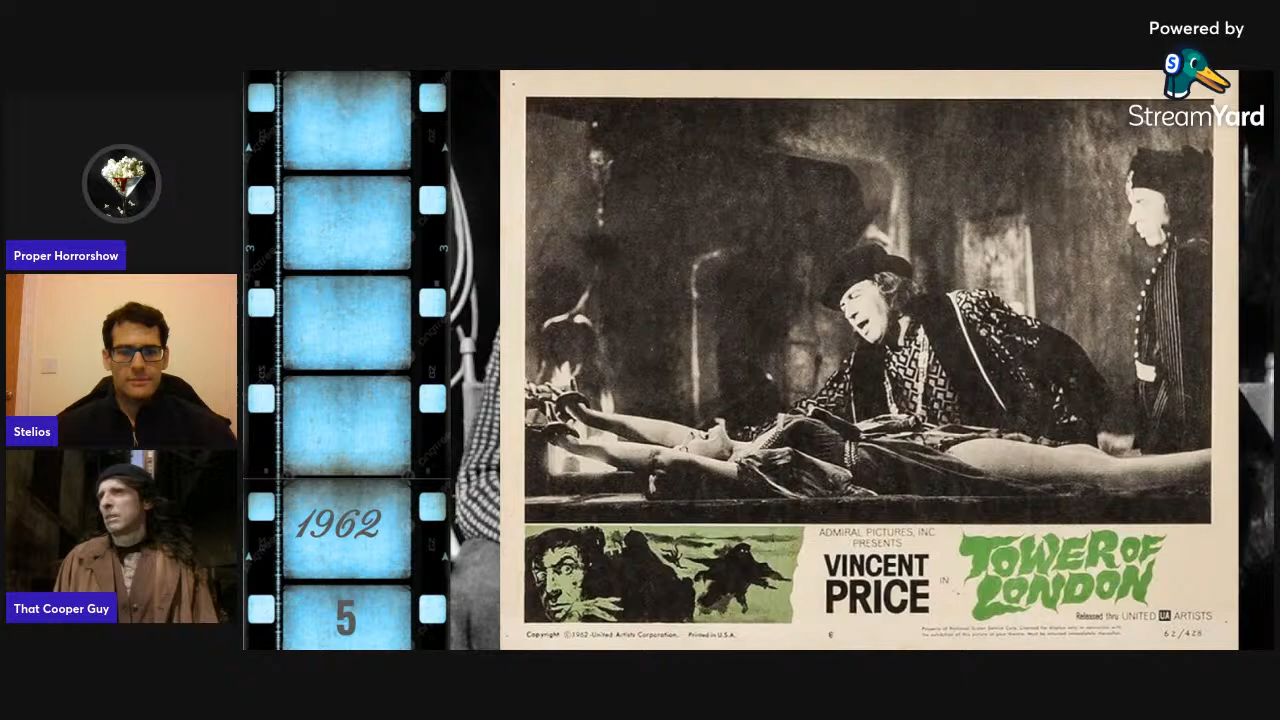 Powered by
StreamYard
Proper Horrorshow
Stelios
That Cooper Guy
1962
5
ADMIRAL PICTURES, INC
PRESENTS
VINCENT
PRICE
IN
TOWER OF
LONDON
Released thru UNITED UA ARTISTS
Copyright ©1962 United Artists Corporation. Printed in U.S.A.
6
62/428